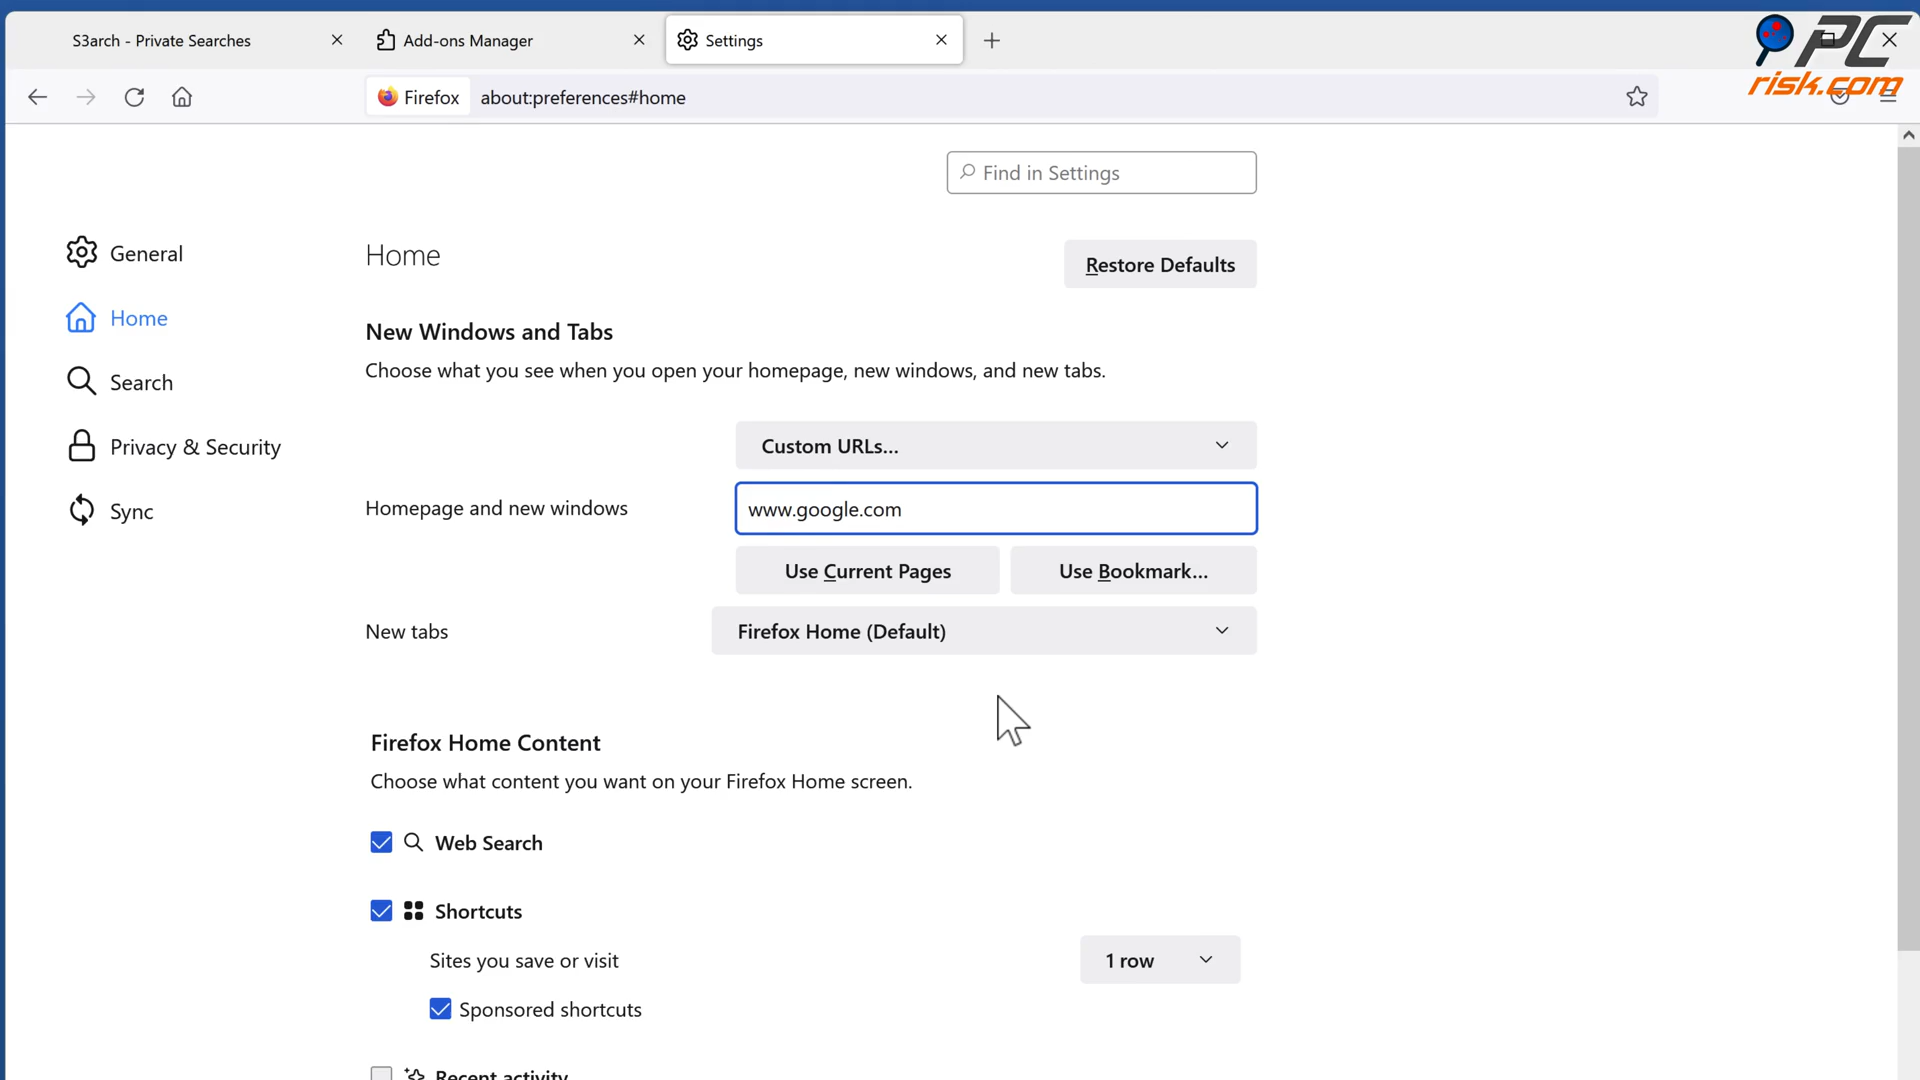 S3arch - Private Searches
Add-ons Manager
Settings
PC
risk.com
Firefox
about:preferences#home
Find in Settings
General
Home
Search
Privacy & Security
Sync
Home
Restore Defaults
New Windows and Tabs
Choose what you see when you open your homepage, new windows, and new tabs.
Custom URLs...
Homepage and new windows
www.google.com
Use Current Pages
Use Bookmark...
New tabs
Firefox Home (Default)
Firefox Home Content
Choose what content you want on your Firefox Home screen.
Web Search
Shortcuts
Sites you save or visit
1 row
Sponsored shortcuts
Recent activity